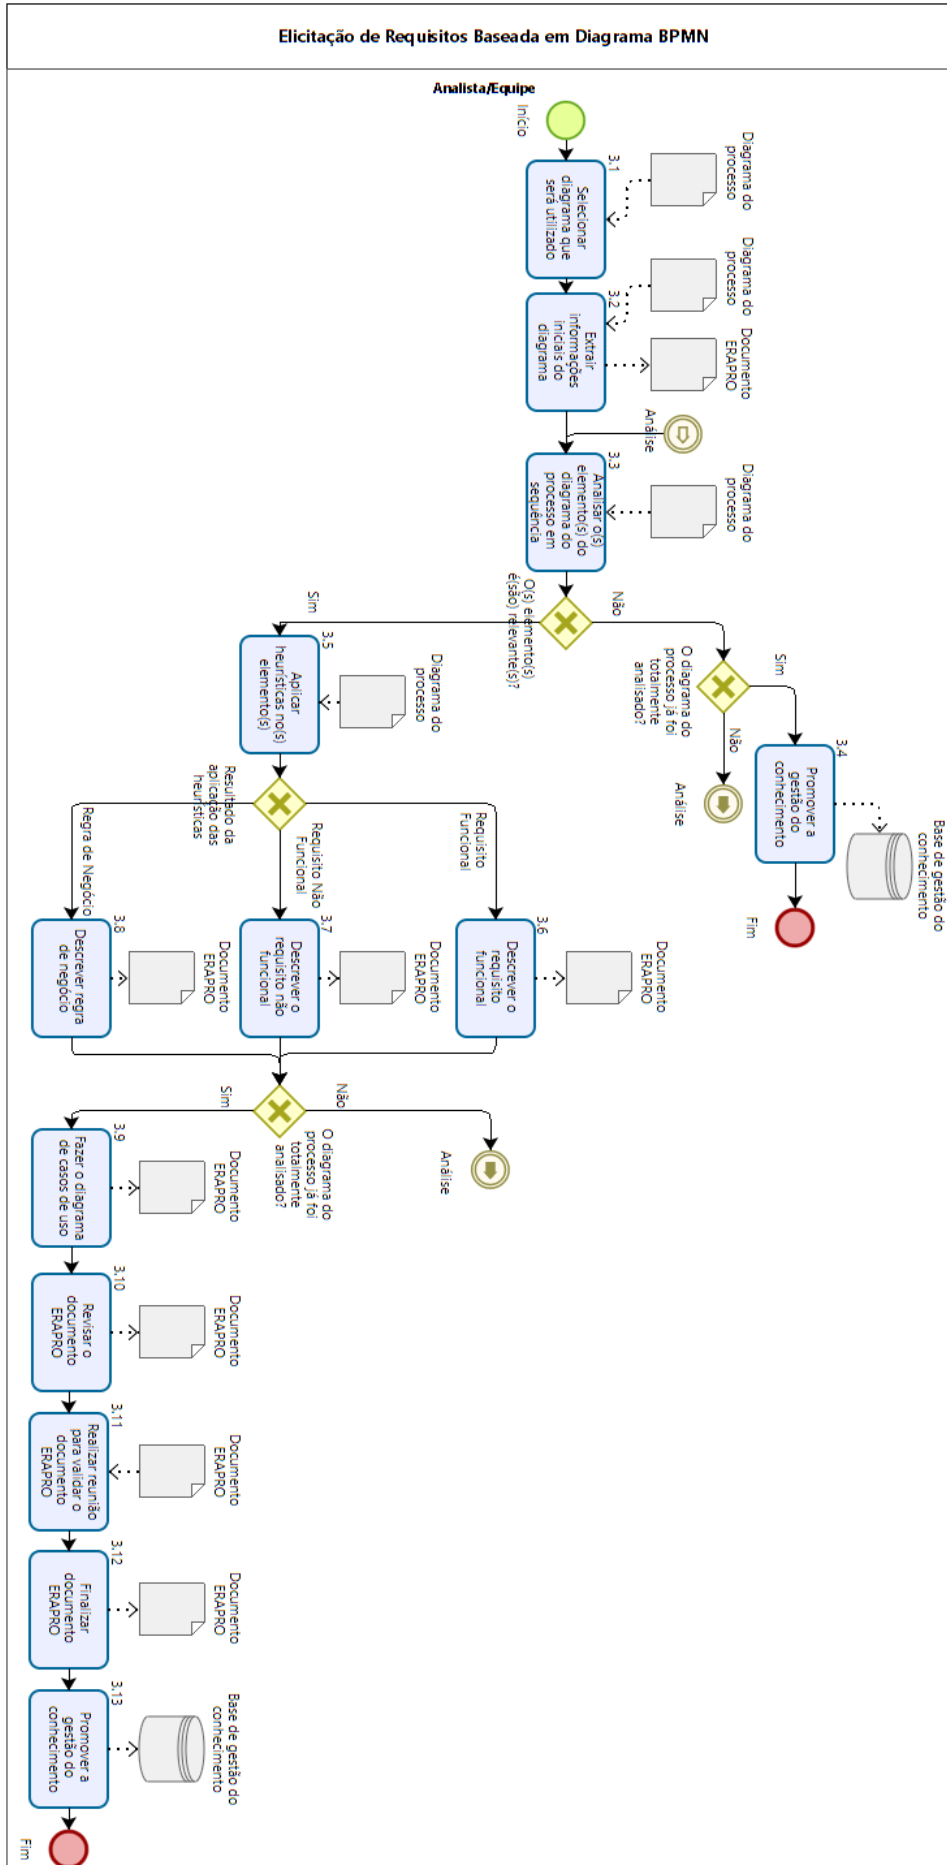 Elicitação de Requisitos Baseada em Diagrama BPMN
Analista/Equipe
Início
Diagrama do
processo
3.1
Selecionar
diagrama que
será utilizado
Diagrama do
processo
3.2
Extrair
informações
iniciais do
diagrama
Documento
ERAPRO
Análise
3.3
Analisar o(s)
elemento(s) do
diagrama do
processo em
sequência
Diagrama do
processo
O(s) elemento(s)
é(são) relevante(s)?
Não
Sim
O diagrama do
processo já foi
totalmente
analisado?
Sim
Não
Análise
3.4
Promover a
gestão do
conhecimento
Base de gestão do
conhecimento
Fim
3.5
Aplicar
heurísticas no(s)
elemento(s)
Diagrama do
processo
Resultado da
aplicação das
heurísticas
Requisito
Funcional
Requisito Não
Funcional
Regra de Negócio
3.6
Descrever o
requisito
funcional
Documento
ERAPRO
3.7
Descrever o
requisito não
funcional
Documento
ERAPRO
3.8
Descrever regra
de negócio
Documento
ERAPRO
O diagrama do
processo já foi
totalmente
analisado?
Não
Sim
Análise
3.9
Fazer o diagrama
de casos de uso
Documento
ERAPRO
3.10
Revisar o
documento
ERAPRO
Documento
ERAPRO
3.11
Realizar reunião
para validar o
documento
ERAPRO
Documento
ERAPRO
3.12
Finalizar
documento
ERAPRO
Documento
ERAPRO
3.13
Promover a
gestão do
conhecimento
Base de gestão do
conhecimento
Fim